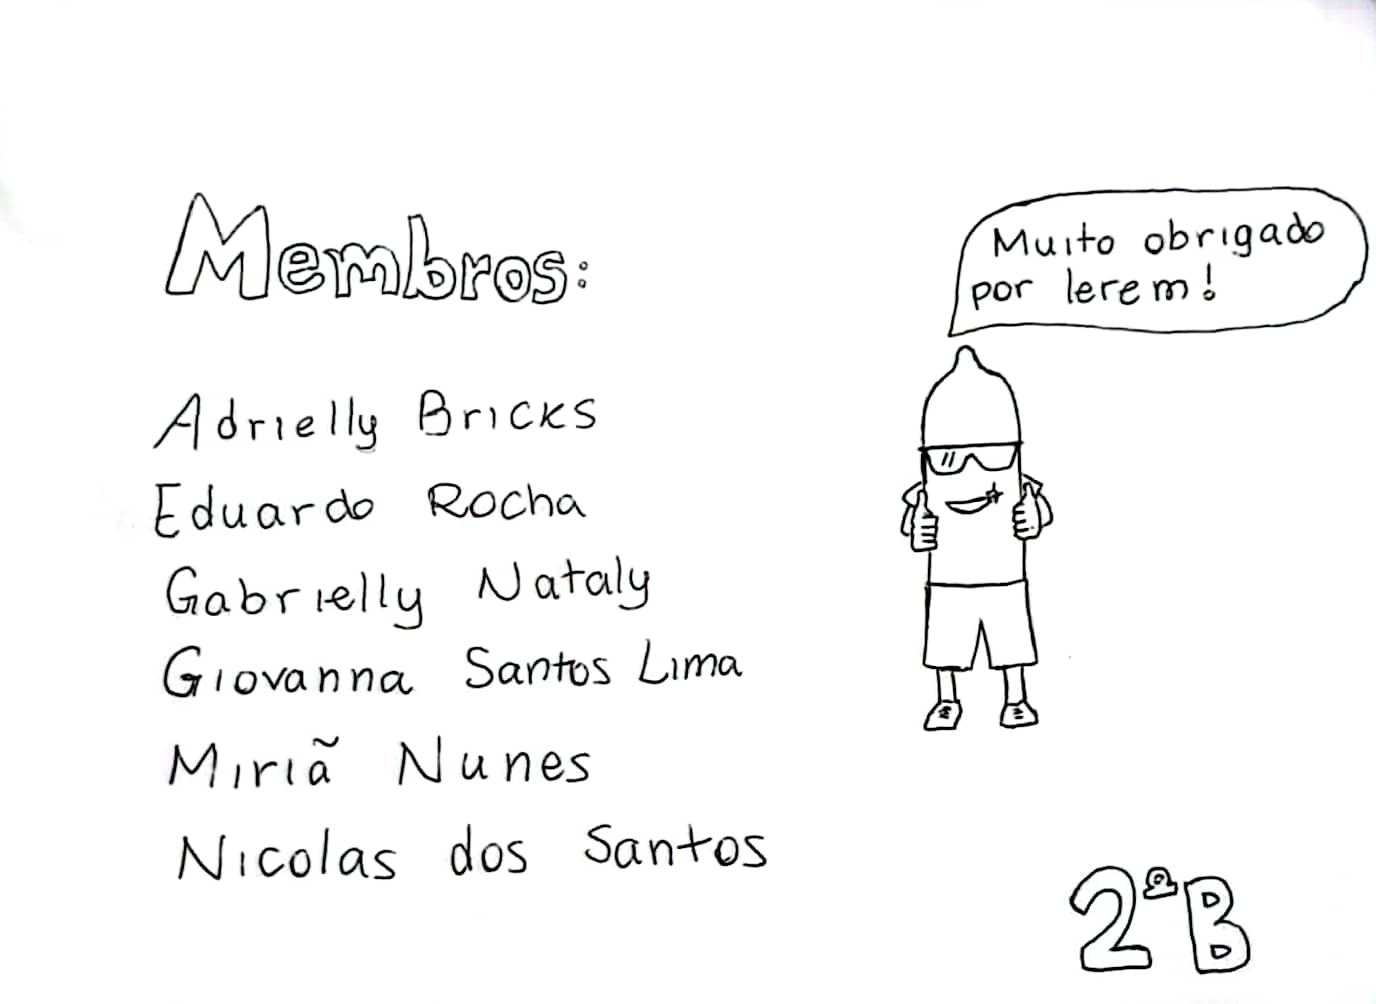 Membros:
Adrielly Bricks
Eduardo Rocha
Gabrielly Nataly
Giovanna Santos Lima
Miriã Nunes
Nicolas dos Santos
Muito obrigado
por lerem!
2º B